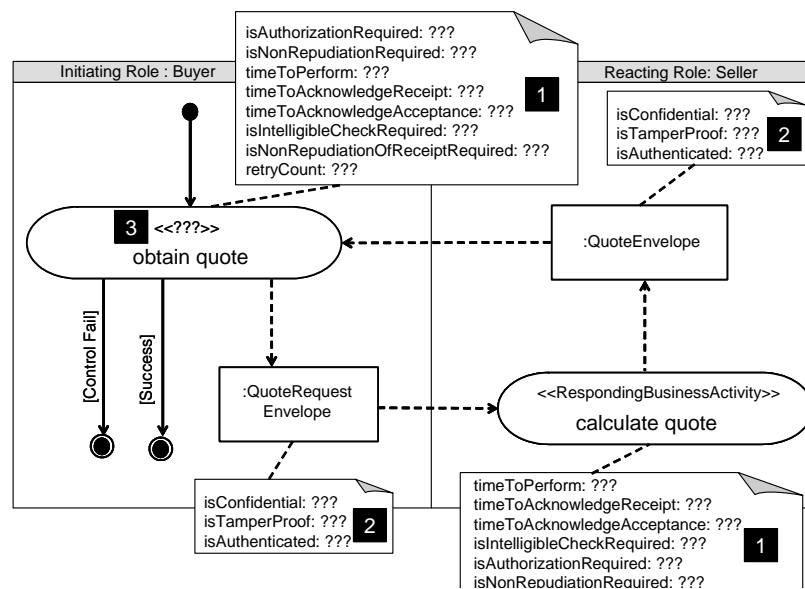 isAuthorizationRequired: ???
isNonRepudiationRequired: ???
timeToPerform: ???
timeToAcknowledgeReceipt: ???
timeToAcknowledgeAcceptance: ???
isIntelligibleCheckRequired: ???
isNonRepudiationOfReceiptRequired: ???
retryCount: ???
1
Initiating Role : Buyer
Reacting Role: Seller
isConfidential: ???
isTamperProof: ???
isAuthenticated: ???
2
3 <<???>>
obtain quote
:QuoteEnvelope
[Control Fail]
[Success]
:QuoteRequest
Envelope
<<RespondingBusinessActivity>>
calculate quote
isConfidential: ???
isTamperProof: ???
isAuthenticated: ???
2
timeToPerform: ???
timeToAcknowledgeReceipt: ???
timeToAcknowledgeAcceptance: ???
isIntelligibleCheckRequired: ???
isAuthorizationRequired: ???
isNonRepudiationRequired: ???
1